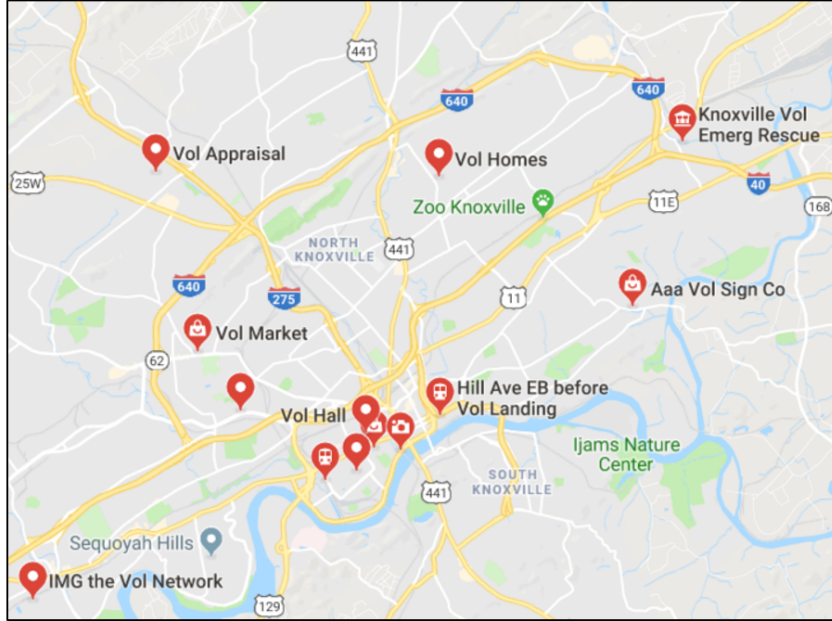 441
640
640
Knoxville Vol
Emerg Rescue
Vol Appraisal
Vol Homes
25W
40
Zoo Knoxville
11E
168
NORTH
KNOXVILLE
441
640
275
11
Aaa Vol Sign Co
Vol Market
62
Hill Ave EB before
Vol Landing
Vol Hall
Ijams Nature
Center
SOUTH
KNOXVILLE
441
Sequoyah Hills
IMG the Vol Network
129